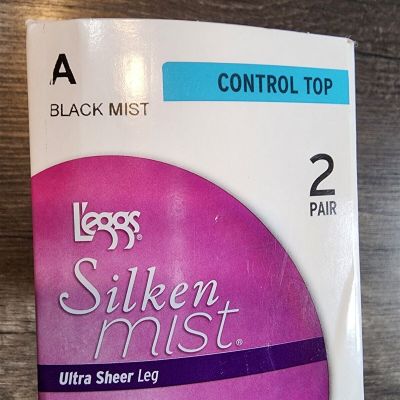 A
CONTROL TOP
BLACK MIST
2
PAIR
L'eggs®
Silken
mist®
Ultra Sheer Leg